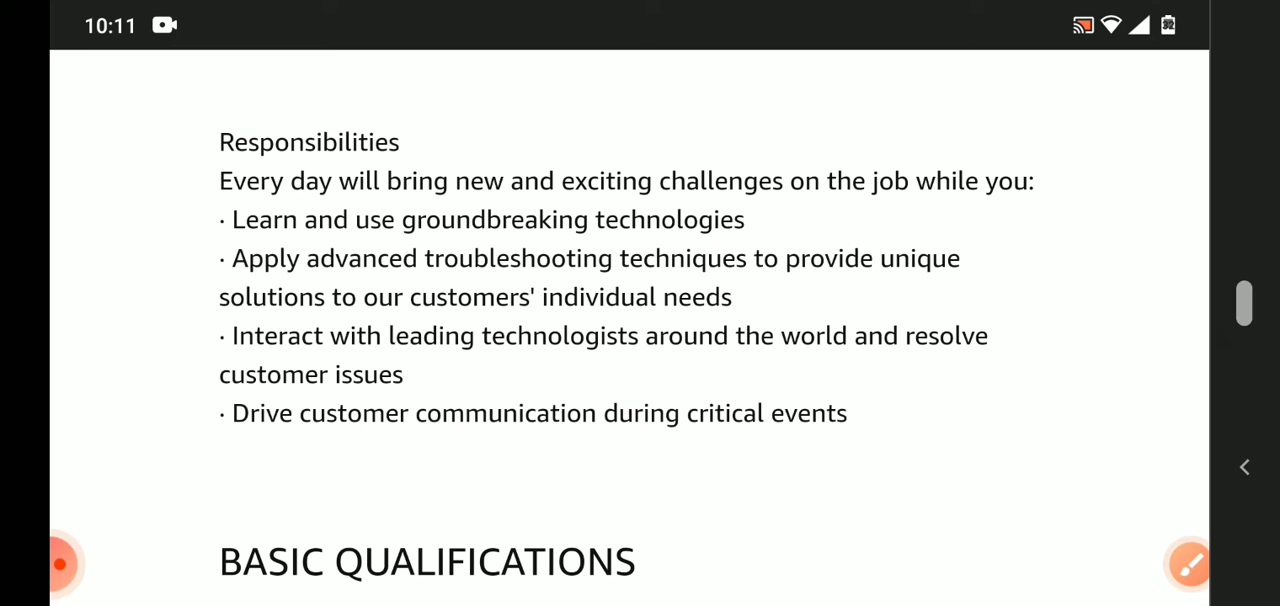 10:11
32
Responsibilities
Every day will bring new and exciting challenges on the job while you:
· Learn and use groundbreaking technologies
· Apply advanced troubleshooting techniques to provide unique
solutions to our customers' individual needs
· Interact with leading technologists around the world and resolve
customer issues
· Drive customer communication during critical events
BASIC QUALIFICATIONS